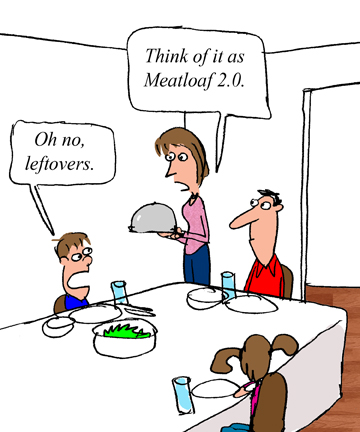 Think of it as
Meatloaf 2.0.
Oh no,
leftovers.